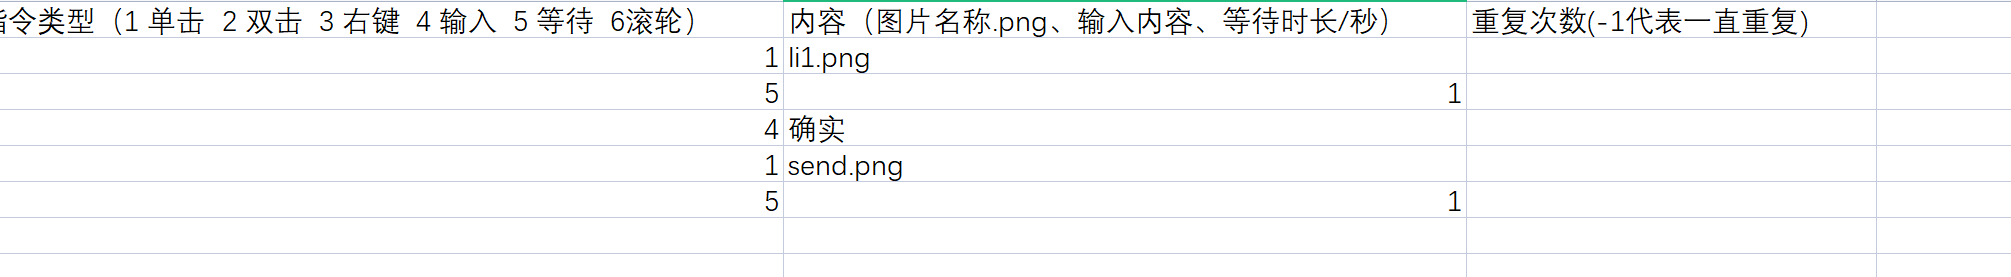 令类型（1 单击 2 双击 3 右键 4 输入 5 等待 6滚轮） 内容（图片名称.png、输入内容、等待时长/秒） 重复次数(-1代表一直重复)
1 li1.png
5 1
4 确实
1 send.png
5 1